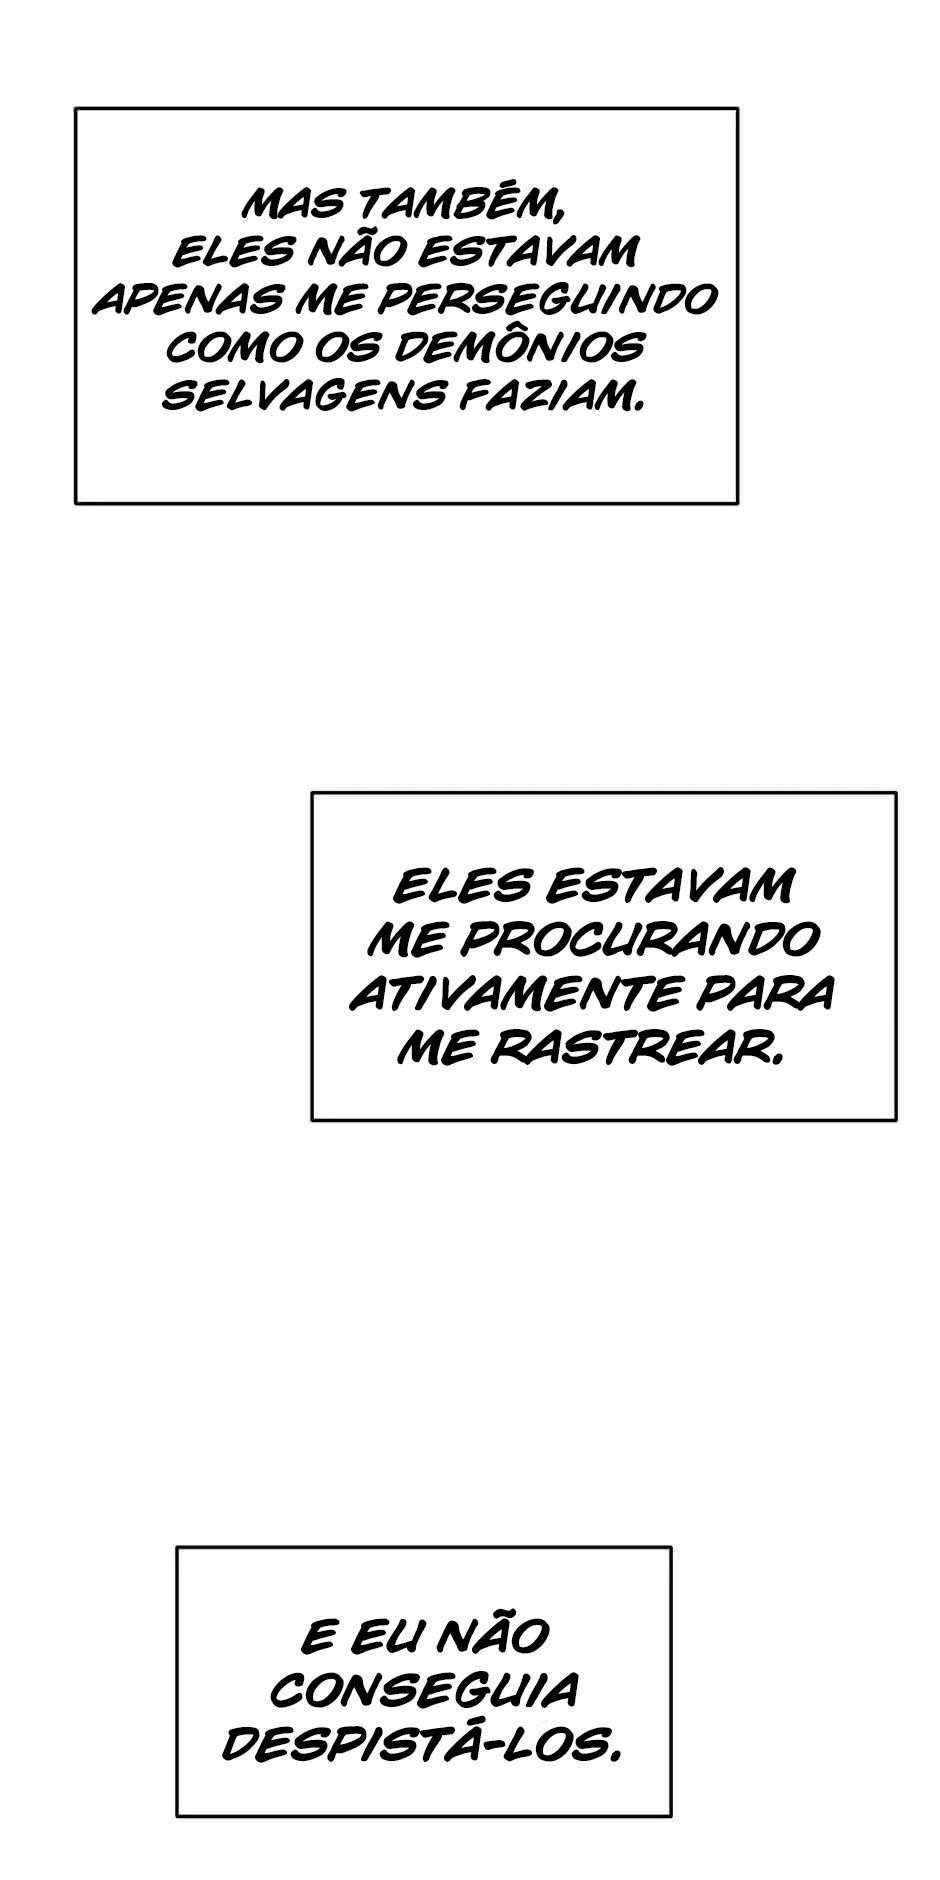 MAS TAMBÉM,
ELES NÃO ESTAVAM
APENAS ME PERSEGUINDO
COMO OS DEMÔNIOS
SELVAGENS FAZIAM.
ELES ESTAVAM
ME PROCURANDO
ATIVAMENTE PARA
ME RASTREAR.
E EU NÃO
CONSEGUIA
DESPISTÁ-LOS.